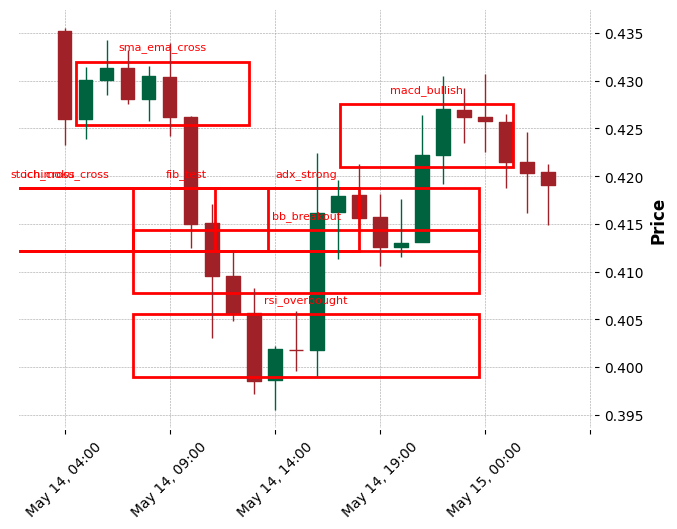 sma_ema_cross
macd_bullish
ichimoku_cross
adx_strong
bb_breakout
rsi_overbought
0.435
0.430
0.425
0.420
0.415
0.410
0.405
0.400
0.395
Price
May 14, 04:00
May 14, 09:00
May 14, 14:00
May 14, 19:00
May 15, 00:00